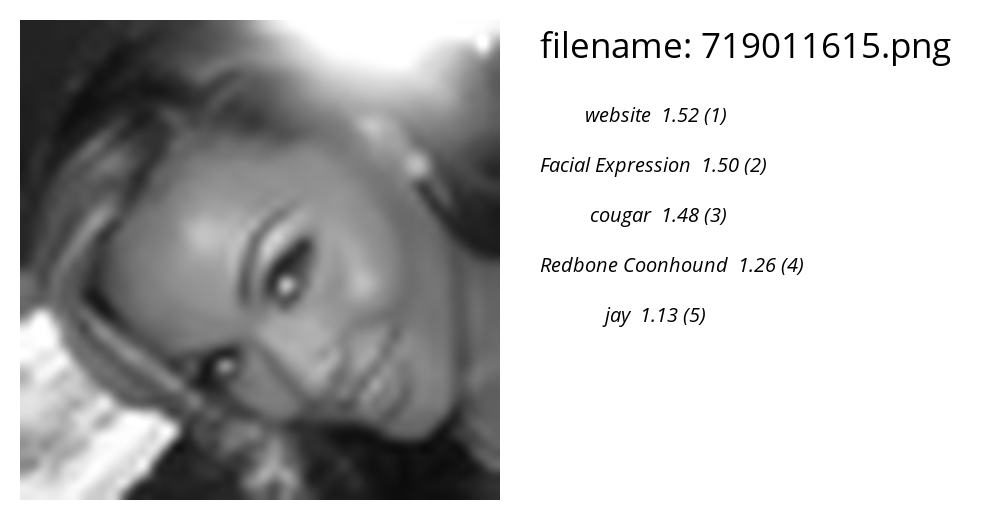 filename: 719011615.png
website 1.52 (1)
Facial Expression 1.50 (2)
cougar 1.48 (3)
Redbone Coonhound 1.26 (4)
jay 1.13 (5)